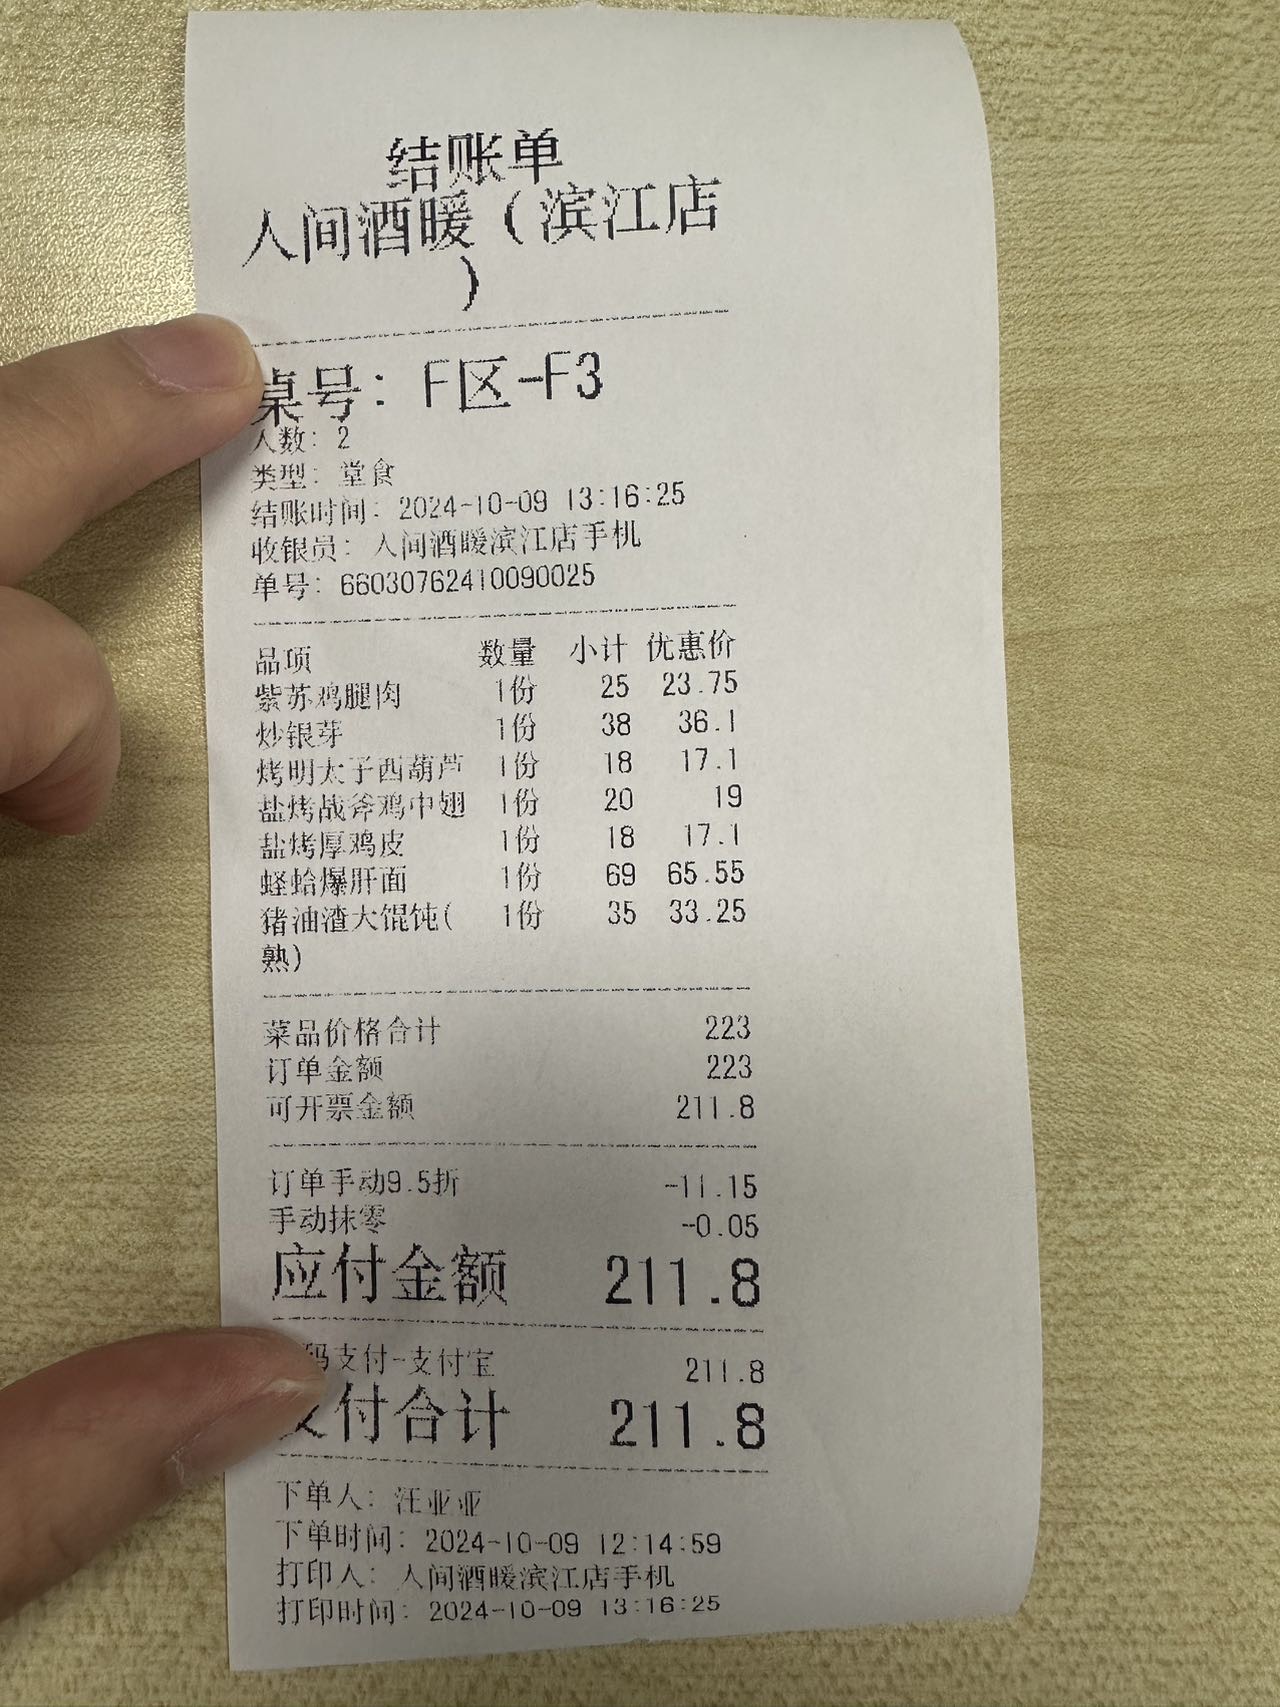 结账单
人间酒暖（滨江店
）
桌号：F区-F3
人数：2
类型：堂食
结账时间：2024-10-09 13:16:25
收银员：人间酒暖滨江店手机
单号：66030762410090025
品项 数量 小计 优惠价
紫苏鸡腿肉 1份 25 23.75
炒银芽 1份 38 36.1
烤明太子西葫芦 1份 18 17.1
盐烤战斧鸡中翅 1份 20 19
盐烤厚鸡皮 1份 18 17.1
蛏蛤爆肝面 1份 69 65.55
猪油渣大馄饨( 1份 35 33.25
熟)
菜品价格合计 223
订单金额 223
可开票金额 211.8
订单手动9.5折 -11.15
手动抹零 -0.05
应付金额 211.8
码支付-支付宝 211.8
支付合计 211.8
下单人：汪亚亚
下单时间：2024-10-09 12:14:59
打印人：人间酒暖滨江店手机
打印时间：2024-10-09 13:16:25